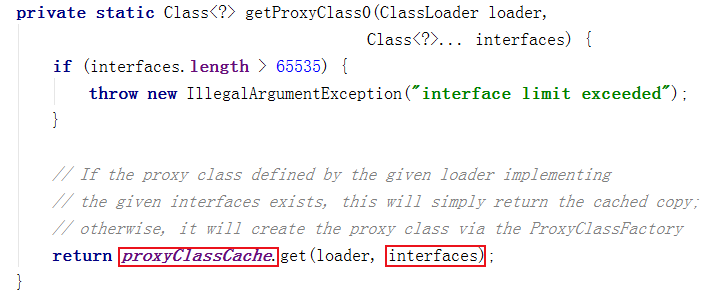 private static Class<?> getProxyClass0(ClassLoader loader,
                                       Class<?>... interfaces) {
    if (interfaces.length > 65535) {
        throw new IllegalArgumentException("interface limit exceeded");
    }

    // If the proxy class defined by the given loader implementing
    // the given interfaces exists, this will simply return the cached copy;
    // otherwise, it will create the proxy class via the ProxyClassFactory
    return proxyClassCache.get(loader, interfaces);
}